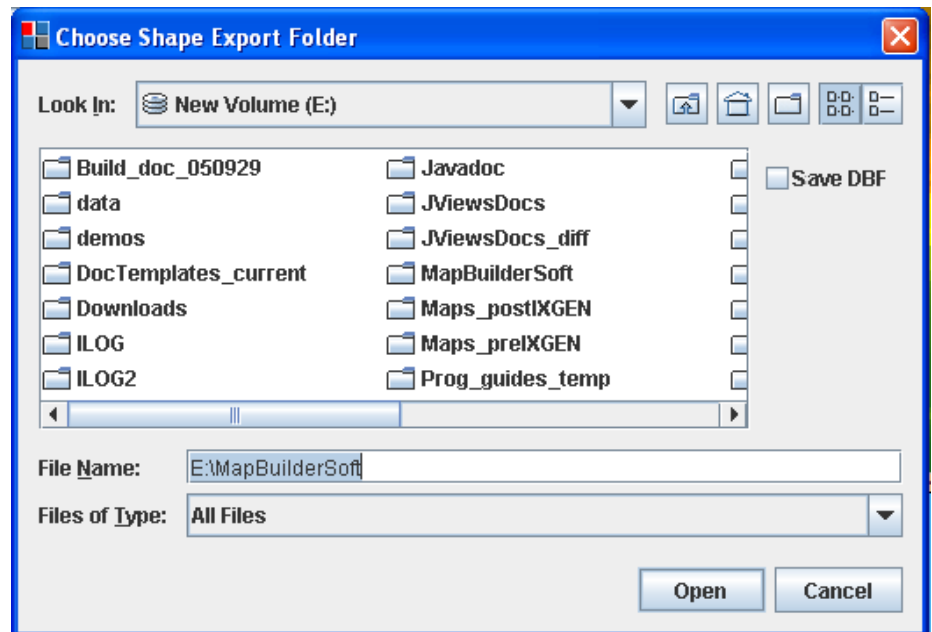 Choose Shape Export Folder
Look In: New Volume (E:)
Build_doc_050929 Javadoc Save DBF
data JViewsDocs
demos JViewsDocs_diff
DocTemplates_current MapBuilderSoft
Downloads Maps_postIXGEN
ILOG Maps_preIXGEN
ILOG2 Prog_guides_temp
File Name: E:\MapBuilderSoft
Files of Type: All Files
Open Cancel